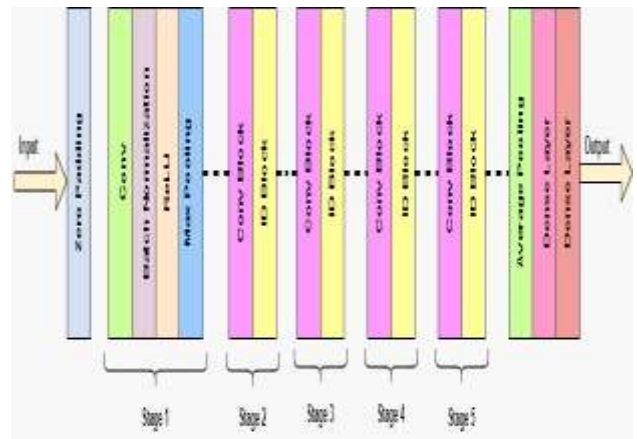 Input
Zero Padding
Conv
Batch Normalization
ReLU
Max Pooling
Conv Block
ID Block
Conv Block
ID Block
Conv Block
ID Block
Conv Block
ID Block
Average Pooling
Dense Layer
Dense Layer
Output
Stage 1
Stage 2
Stage 3
Stage 4
Stage 5